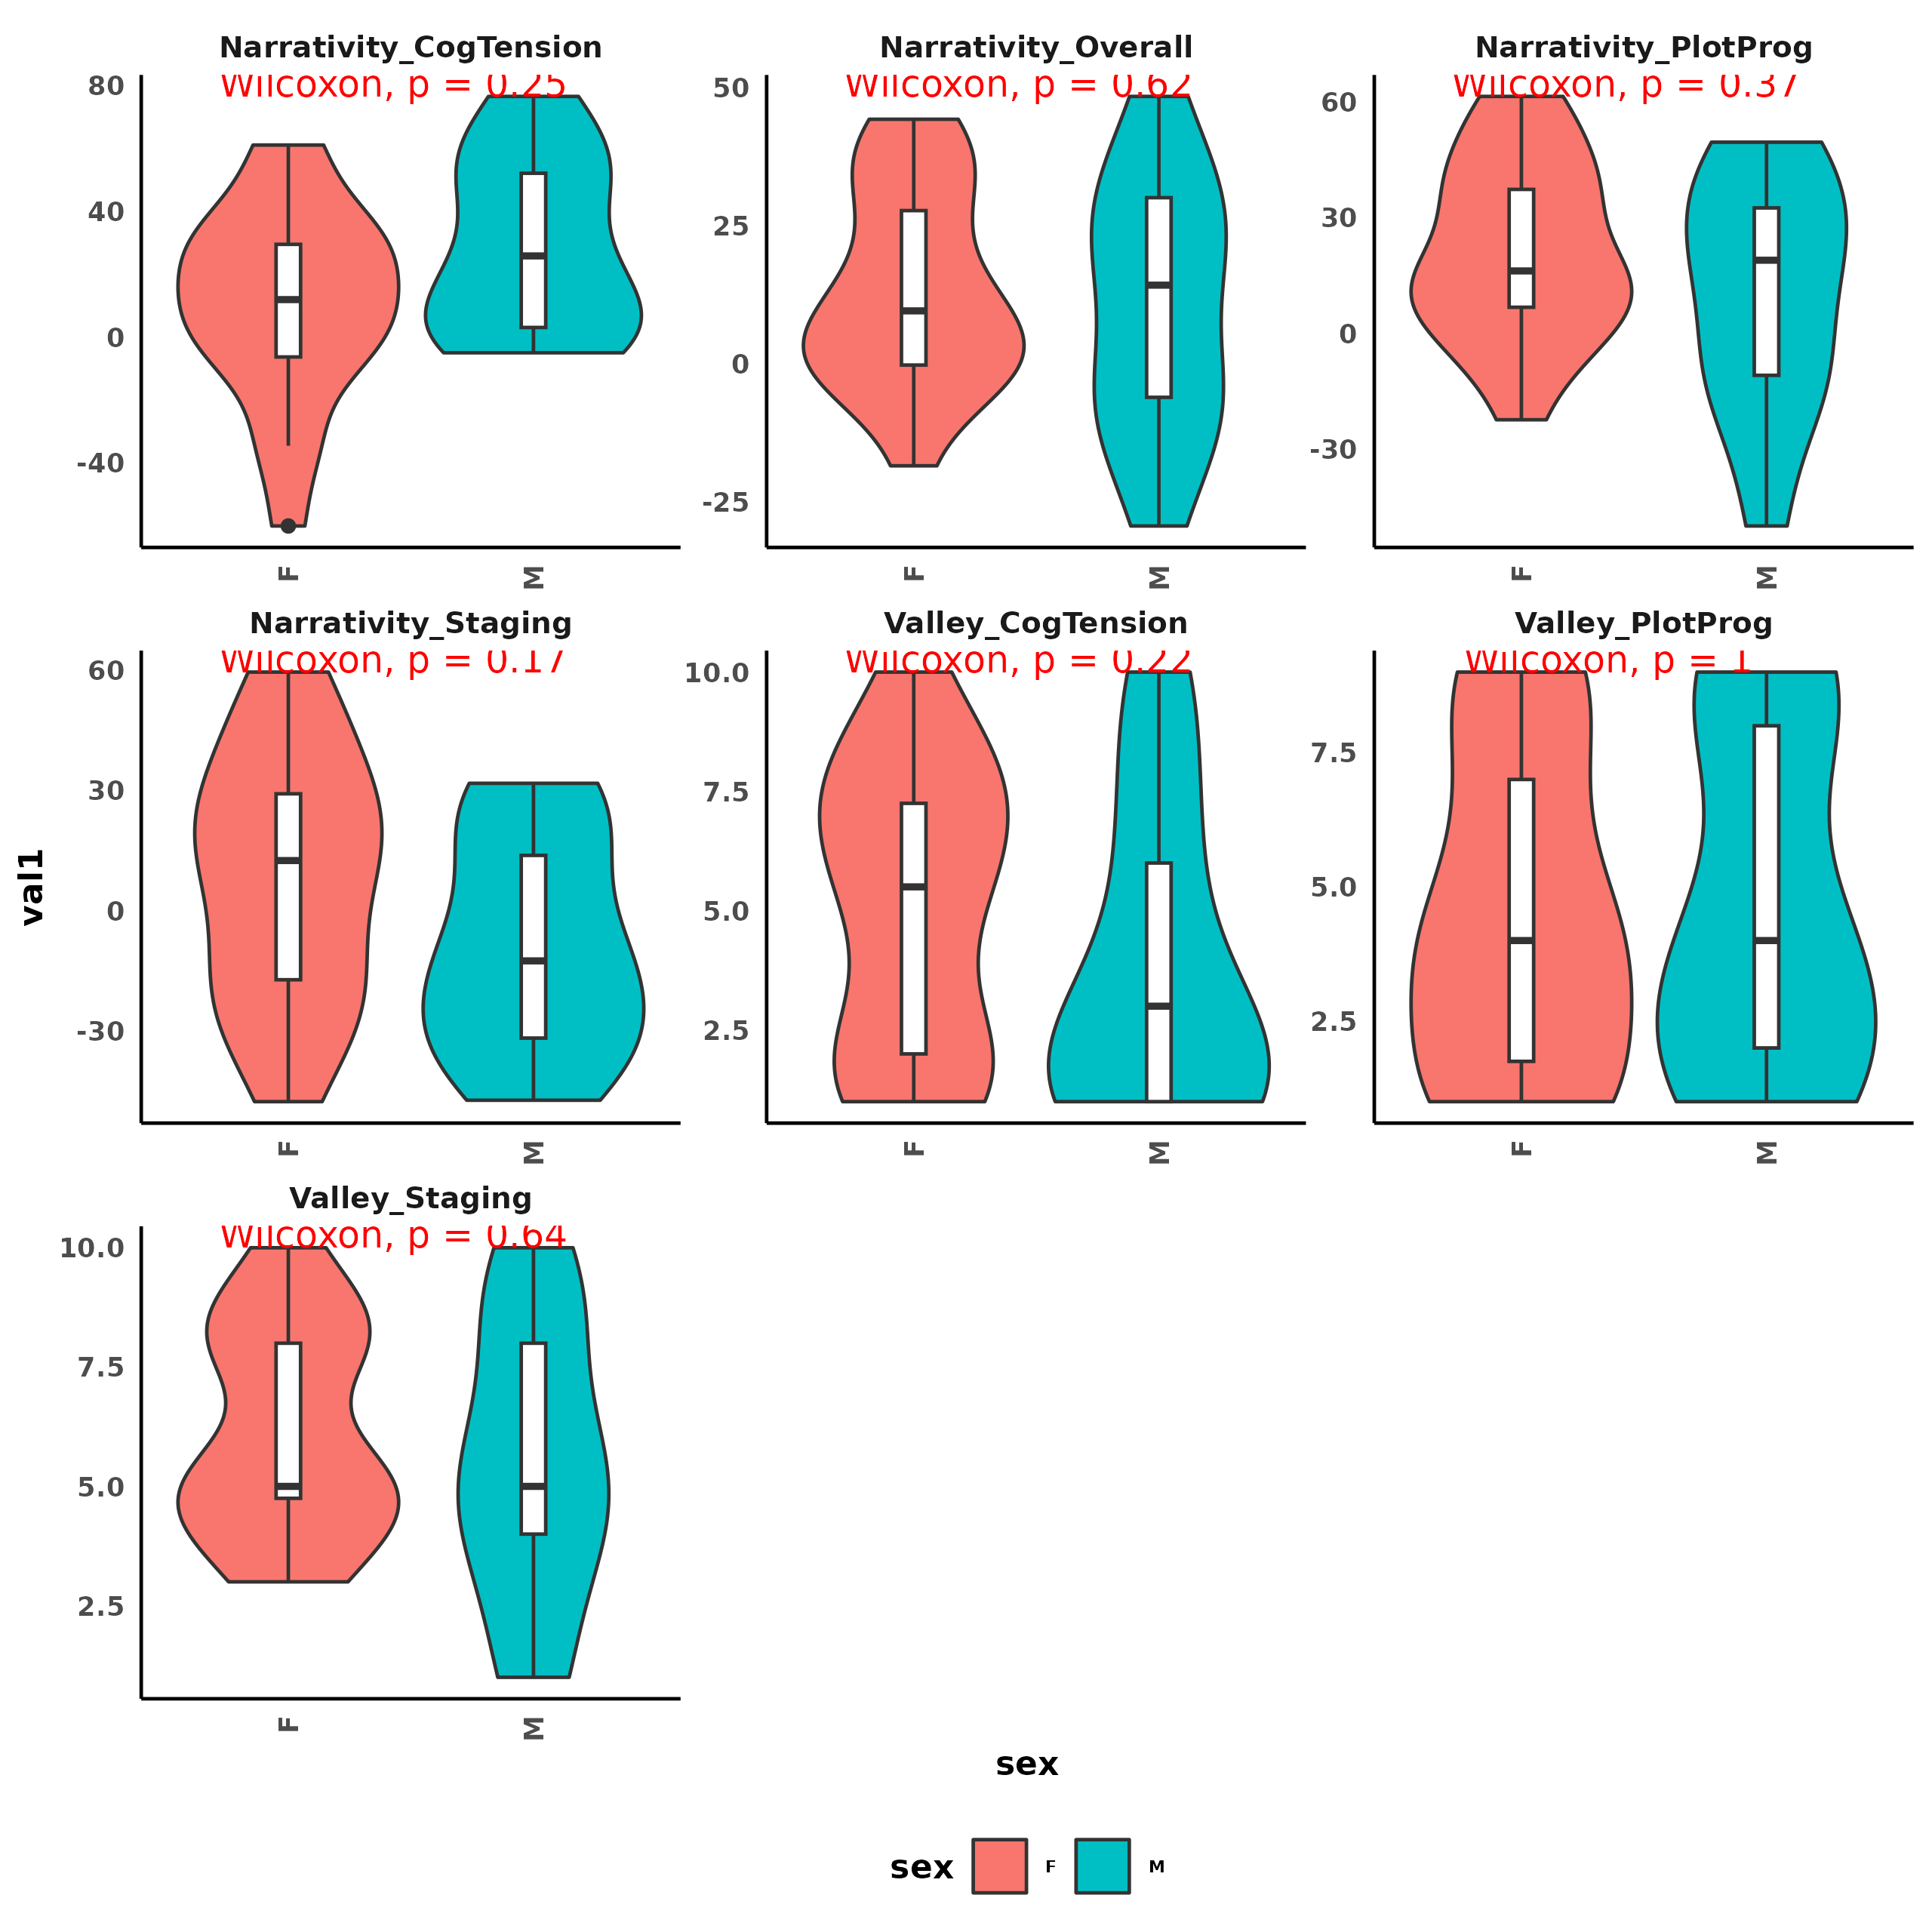 Narrativity_CogTension
Narrativity_Overall
Narrativity_PlotProg
Wilcoxon, p = 0.25
Wilcoxon, p = 0.62
Wilcoxon, p = 0.37
80
40
0
-40
50
25
0
-25
60
30
0
-30
F
M
F
M
F
M
Narrativity_Staging
Valley_CogTension
Valley_PlotProg
Wilcoxon, p = 0.17
Wilcoxon, p = 0.22
Wilcoxon, p = 1
60
30
0
-30
10.0
7.5
5.0
2.5
7.5
5.0
2.5
val1
F
M
F
M
F
M
Valley_Staging
Wilcoxon, p = 0.64
10.0
7.5
5.0
2.5
F
M
sex
sex F M